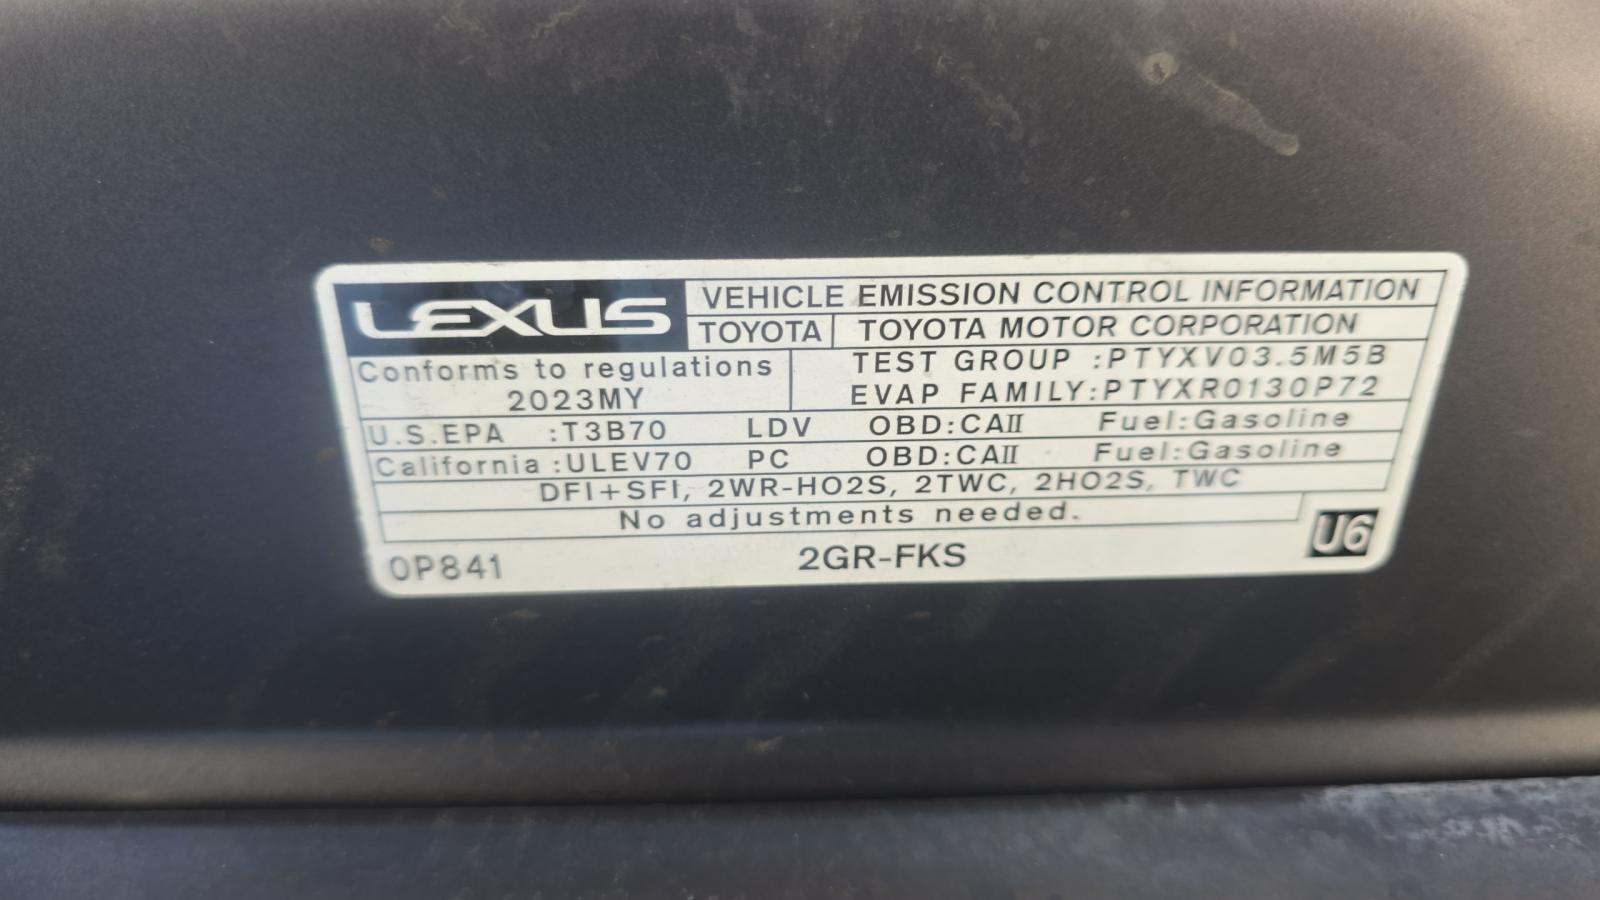 LEXUS
VEHICLE EMISSION CONTROL INFORMATION
TOYOTA TOYOTA MOTOR CORPORATION
Conforms to regulations
2023MY
TEST GROUP :PTYXV03.5M5B
EVAP FAMILY:PTYXR0130P72
U.S.EPA :T3B70 LDV OBD:CAII Fuel:Gasoline
California :ULEV70 PC OBD:CAII Fuel:Gasoline
DFI+SFI, 2WR-HO2S, 2TWC, 2HO2S, TWC
No adjustments needed.
0P841 2GR-FKS U6